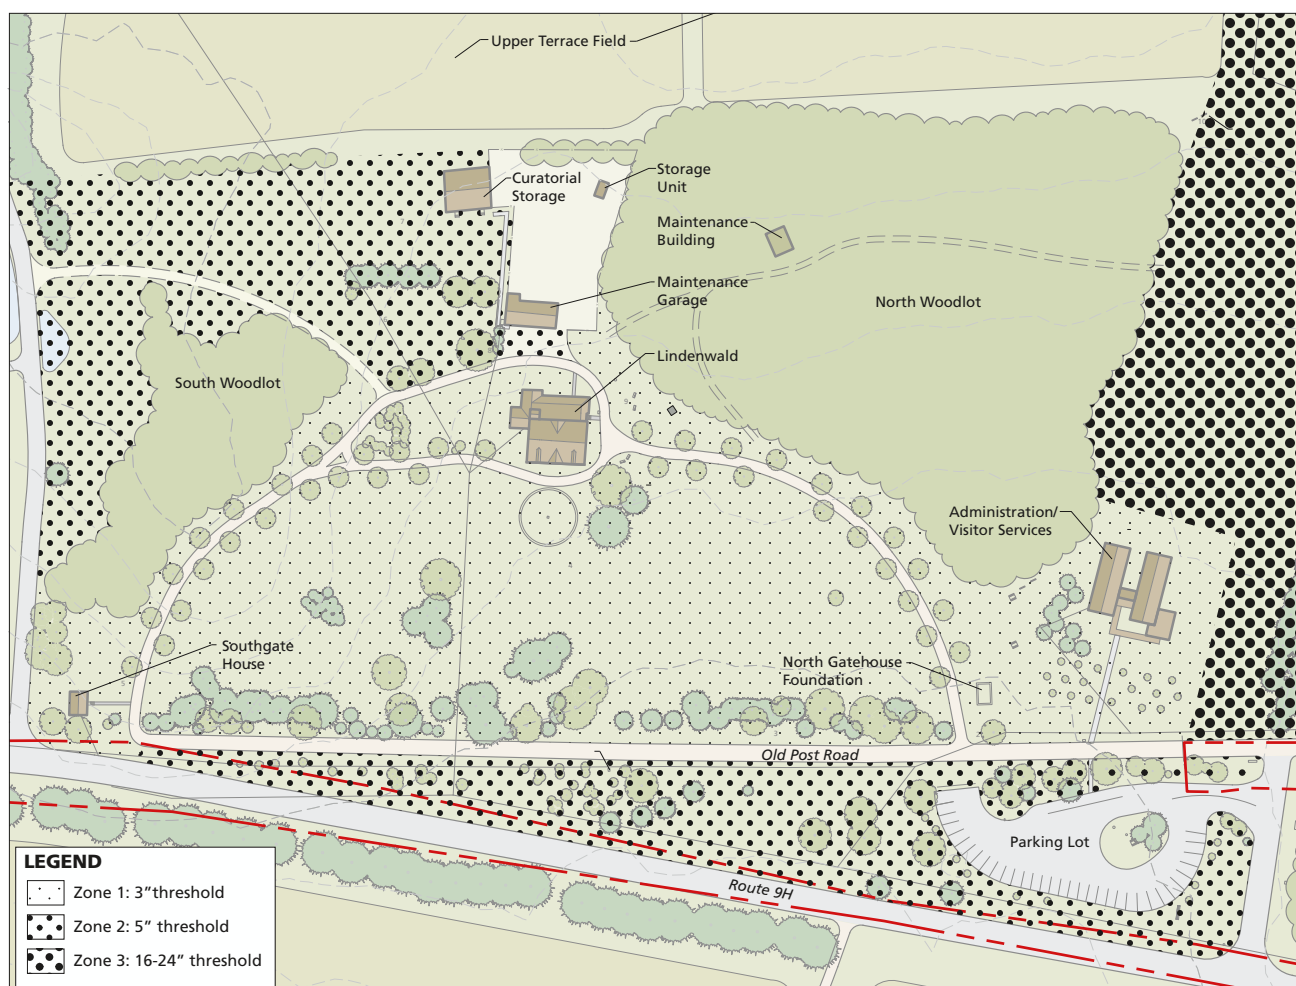 Upper Terrace Field
Curatorial
Storage
Storage
Unit
Maintenance
Building
Maintenance
Garage
North Woodlot
Lindenwald
South Woodlot
Administration/
Visitor Services
Southgate
House
North Gatehouse
Foundation
Old Post Road
Parking Lot
Route 9H
LEGEND
Zone 1: 3” threshold
Zone 2: 5” threshold
Zone 3: 16-24” threshold